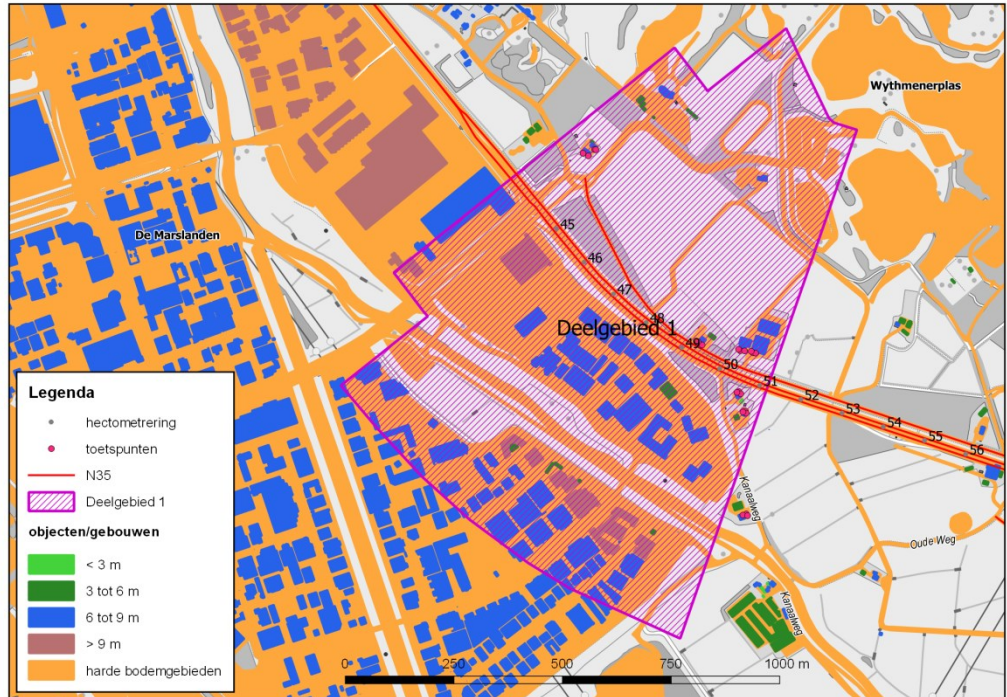 Wythmenerplas
De Marslanden
45
46
47
48
Deelgebied 1
49
50
51
52
53
54
55
56
Kanaalweg
Oude Weg
Kanaalweg
Legenda
hectometrering
toetspunten
N35
Deelgebied 1
objecten/gebouwen
< 3 m
3 tot 6 m
6 tot 9 m
> 9 m
harde bodemgebieden
0 250 500 750 1000 m